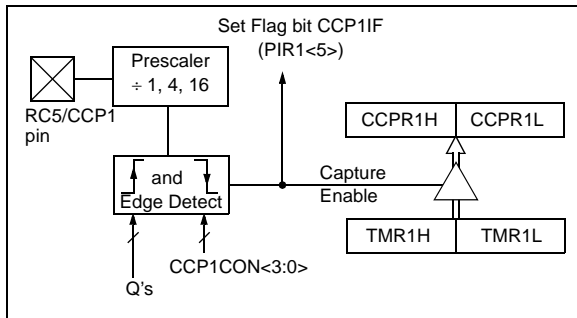 Set Flag bit CCP1IF
(PIR1<5>)
Prescaler
÷ 1, 4, 16
RC5/CCP1
pin
CCPR1H CCPR1L
and
Edge Detect
Capture
Enable
TMR1H TMR1L
CCP1CON<3:0>
Q's